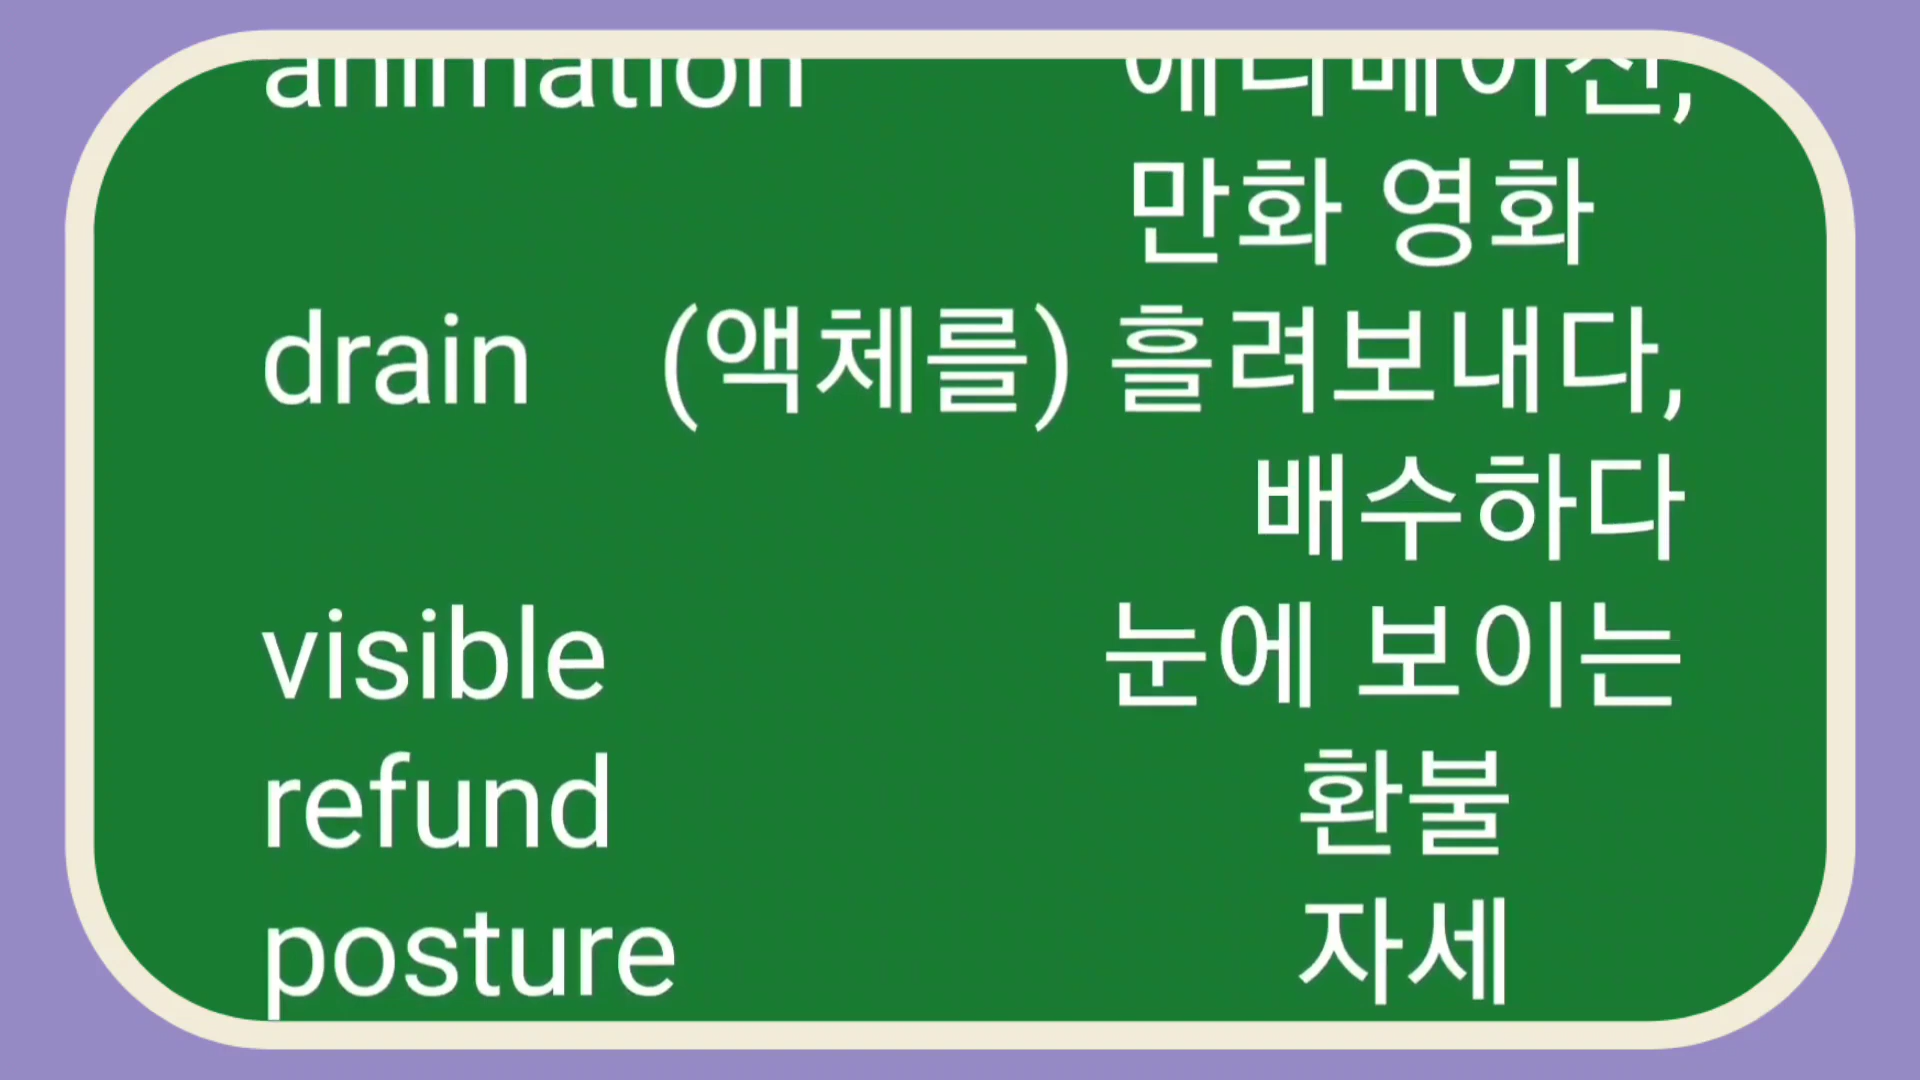 animation 애니메이션,
만화 영화
drain (액체를) 흘려보내다,
배수하다
visible 눈에 보이는
refund 환불
posture 자세